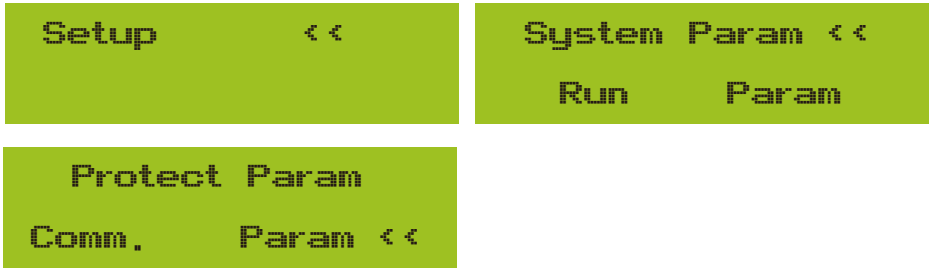 Setup <<
System Param <<
Run Param
Protect Param
Comm. Param <<